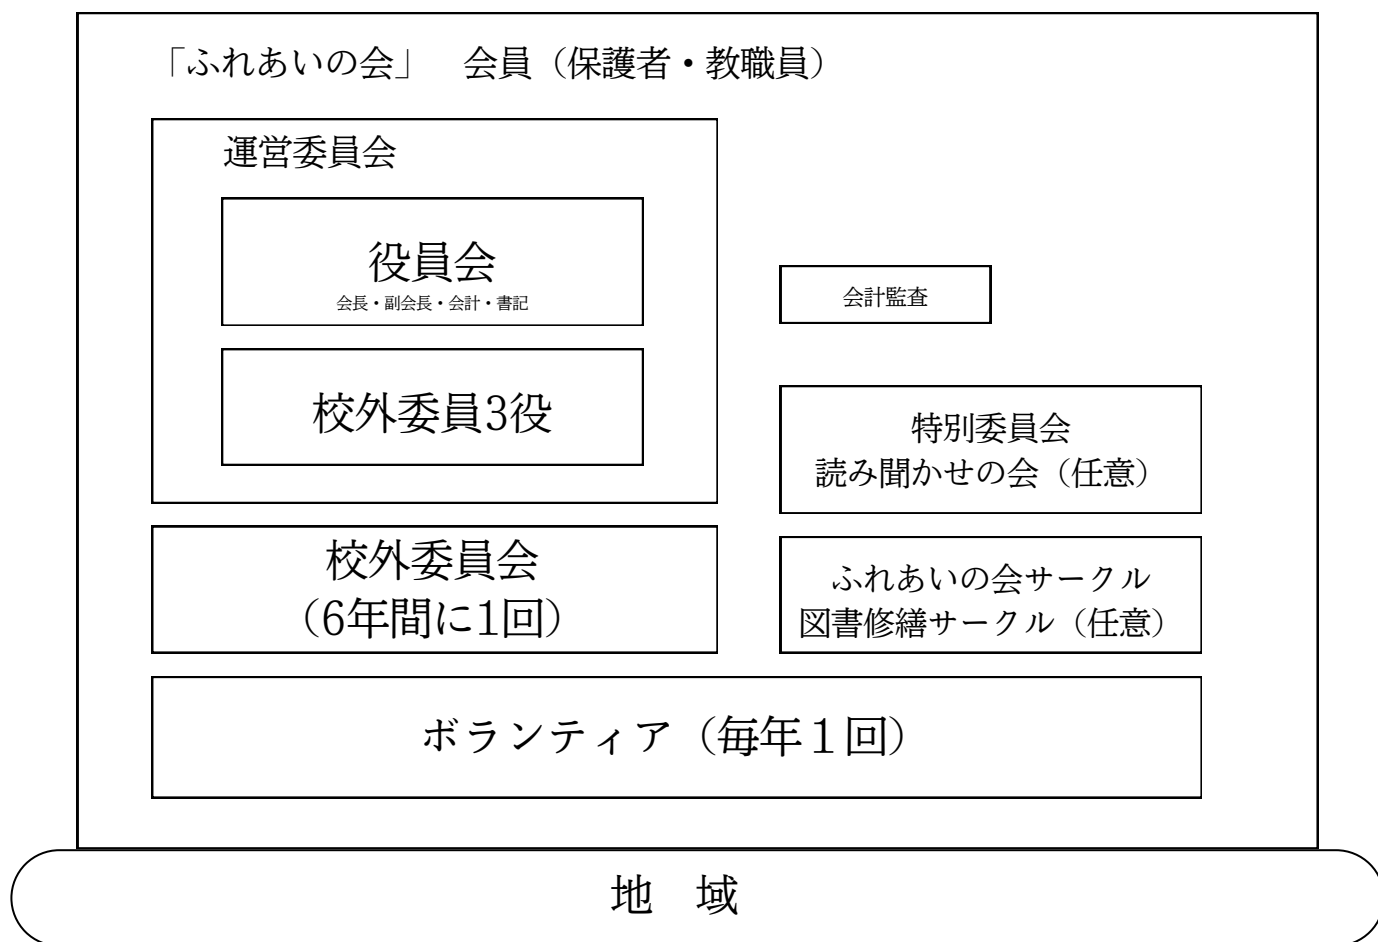 「ふれあいの会」　会員（保護者・教職員）
運営委員会
役員会
会長・副会長・会計・書記
校外委員3役
会計監査
特別委員会
読み聞かせの会（任意）
校外委員会
（6年間に1回）
ふれあいの会サークル
図書修繕サークル（任意）
ボランティア（毎年１回）
地　域